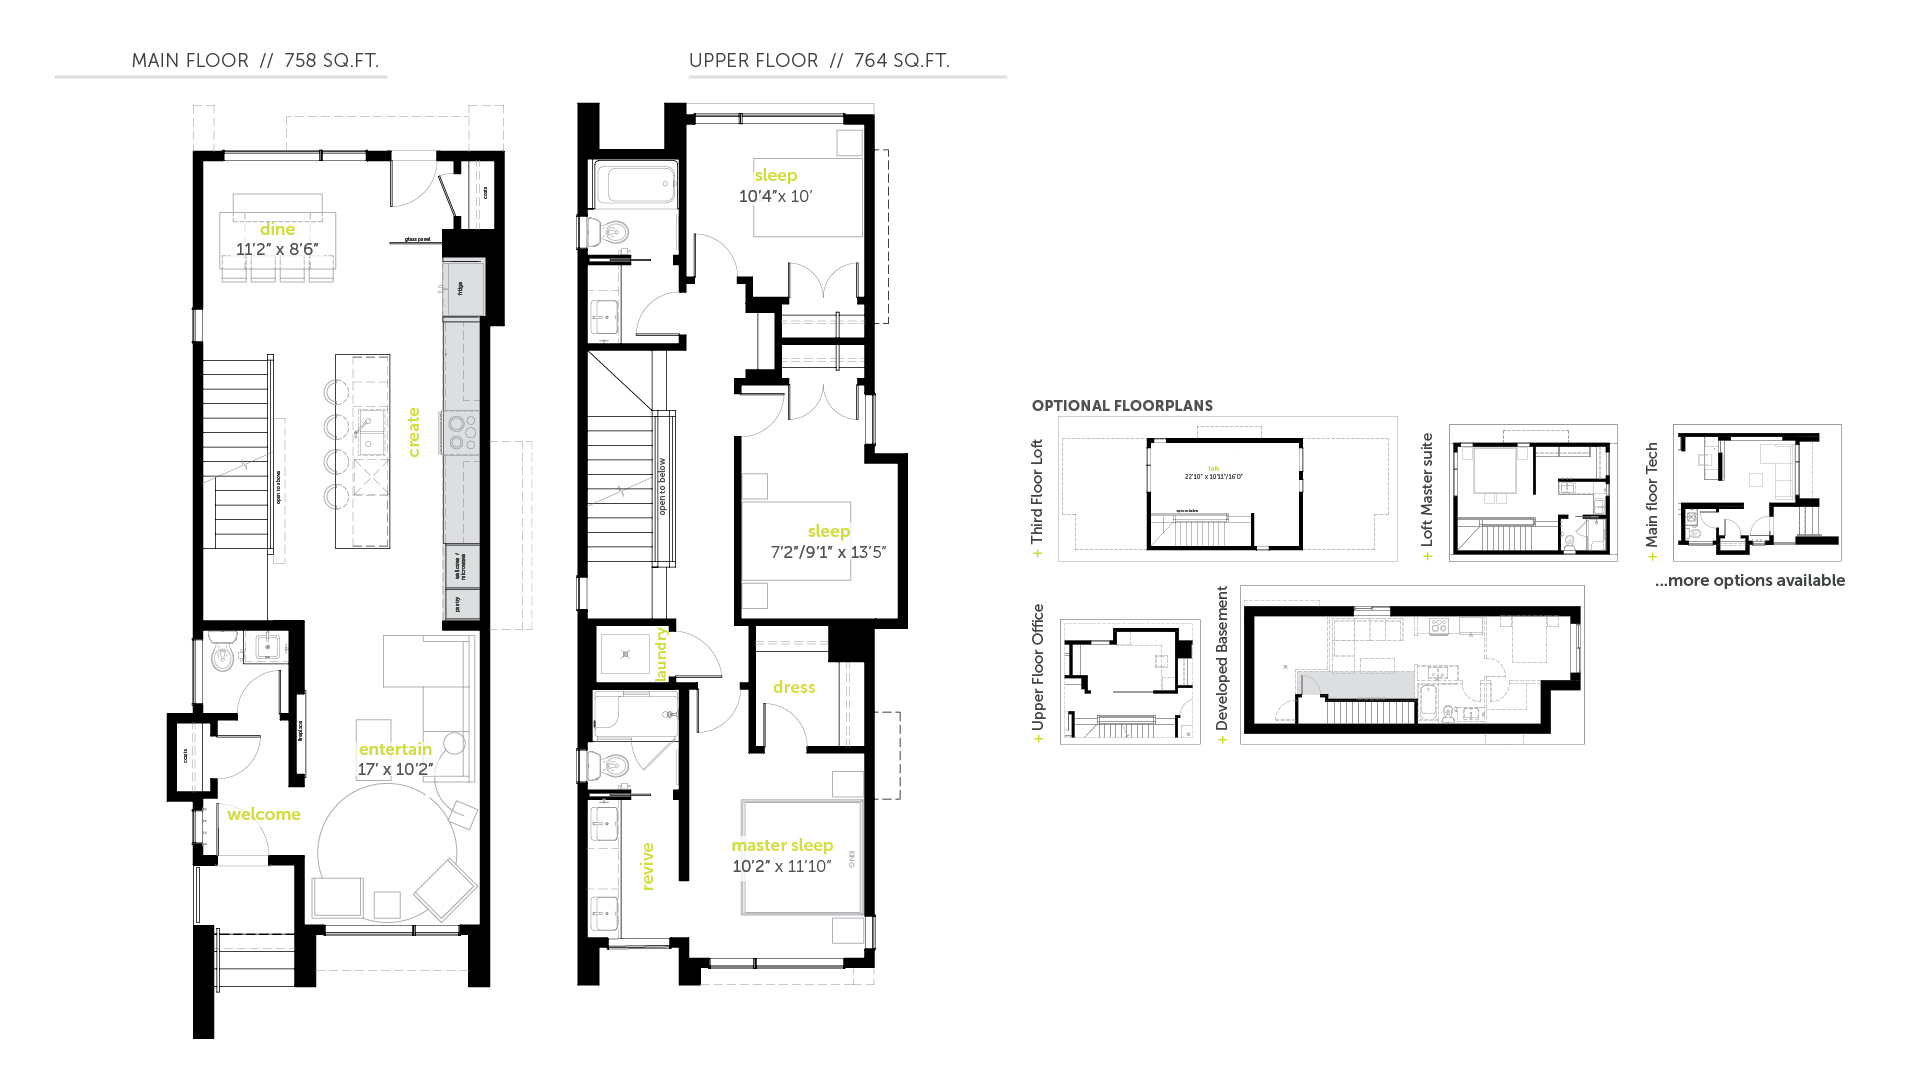 MAIN FLOOR // 758 SQ.FT.
UPPER FLOOR // 764 SQ.FT.
coats
dine
11'2" x 8'6"
glass panel
fridge
create
open to above
wall oven / microwave
pantry
fireplace
coats
entertain
17' x 10'2"
welcome
sleep
10'4" x 10'
open to below
sleep
7'2"/9'1" x 13'5"
laundry
dress
master sleep
10'2" x 11'10"
KING
revive
OPTIONAL FLOORPLANS
+ Third Floor Loft
loft
22'10" x 10'11"/16'0"
open to below
+ Loft Master suite
+ Main floor Tech
...more options available
+ Upper Floor Office
+ Developed Basement